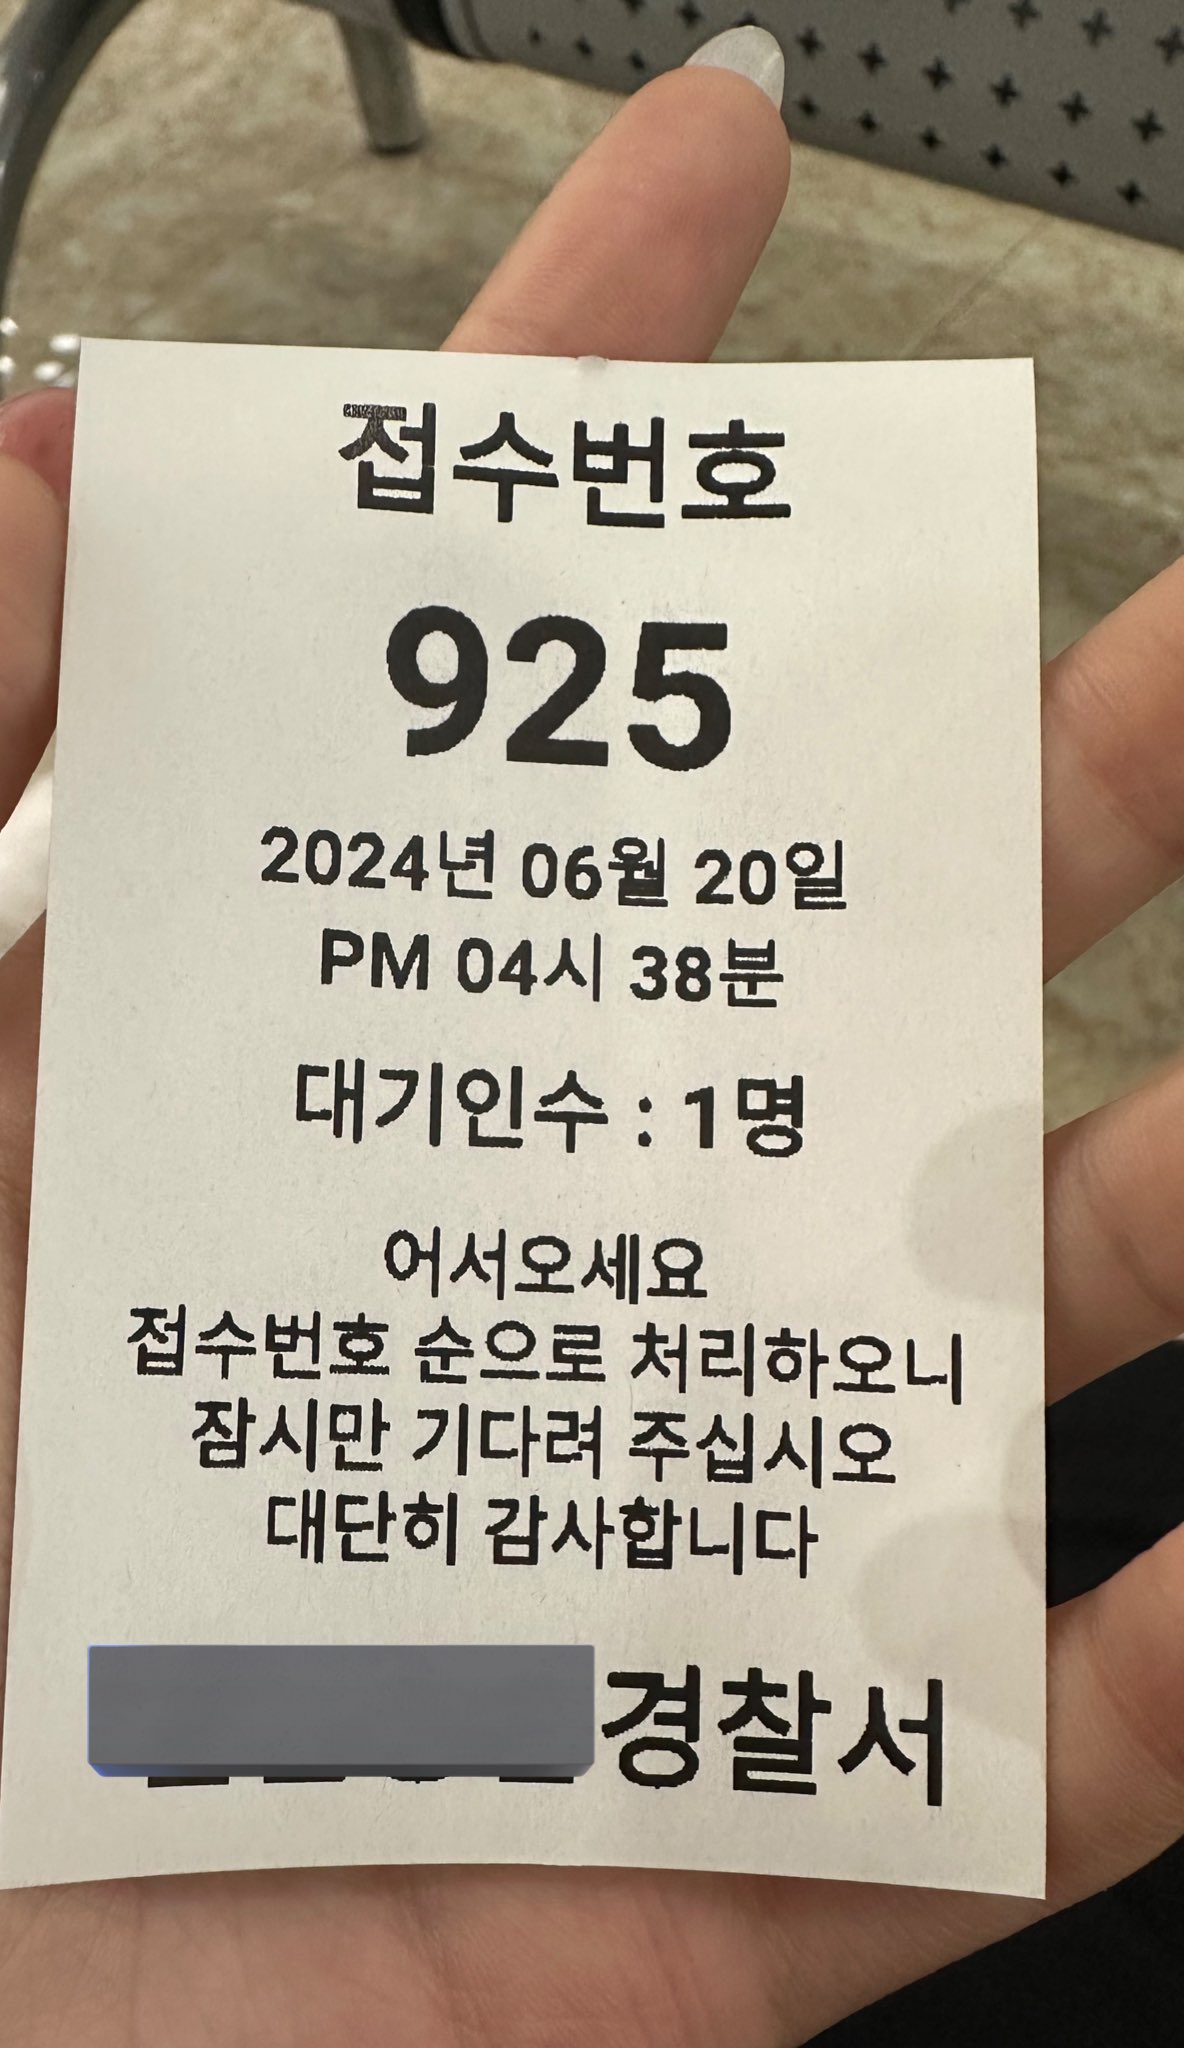 접수번호
925
2024년 06월 20일
PM 04시 38분
대기인수 : 1명
어서오세요
접수번호 순으로 처리하오니
잠시만 기다려 주십시오
대단히 감사합니다
경찰서